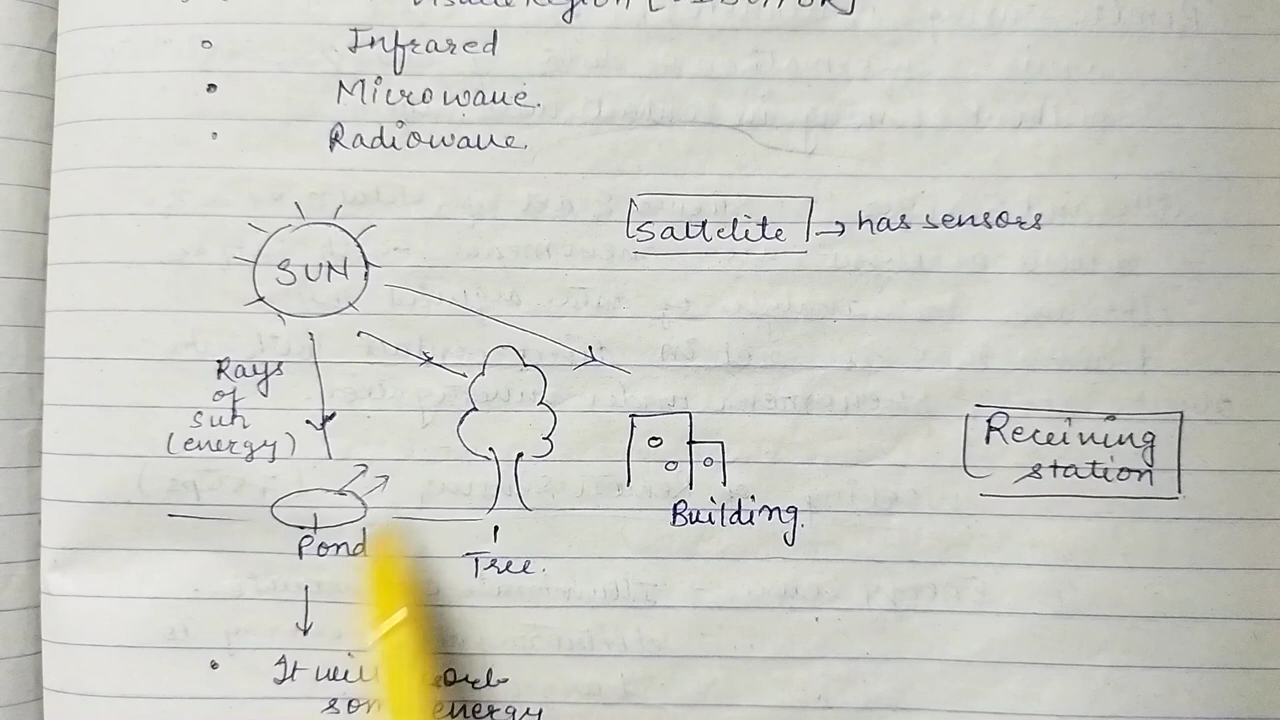 Infrared
Microwave.
Radiowave.
Sattelite → has sensors
SUN
Rays
of
sun
(energy)
Receiving
station
Building.
Pond
Tree.
It will
energy